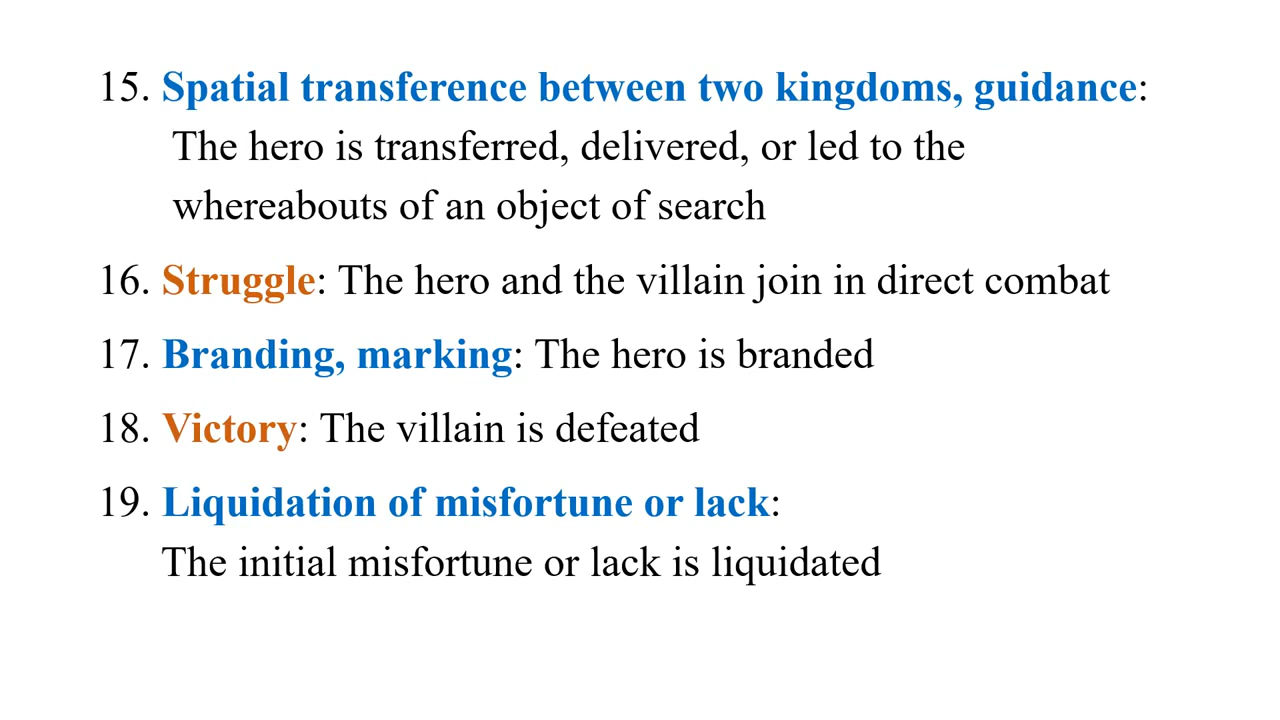 15. Spatial transference between two kingdoms, guidance:
The hero is transferred, delivered, or led to the
whereabouts of an object of search
16. Struggle: The hero and the villain join in direct combat
17. Branding, marking: The hero is branded
18. Victory: The villain is defeated
19. Liquidation of misfortune or lack:
The initial misfortune or lack is liquidated